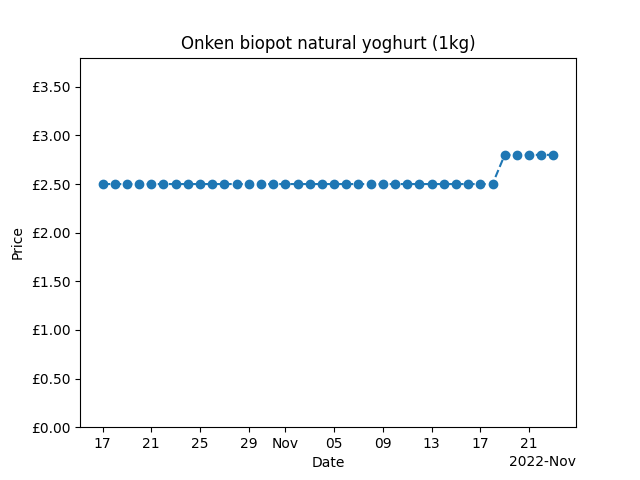 Onken biopot natural yoghurt (1kg)
£3.50
£3.00
£2.50
£2.00
£1.50
£1.00
£0.50
£0.00
Price
17 21 25 29 Nov 05 09 13 17 21
Date
2022-Nov